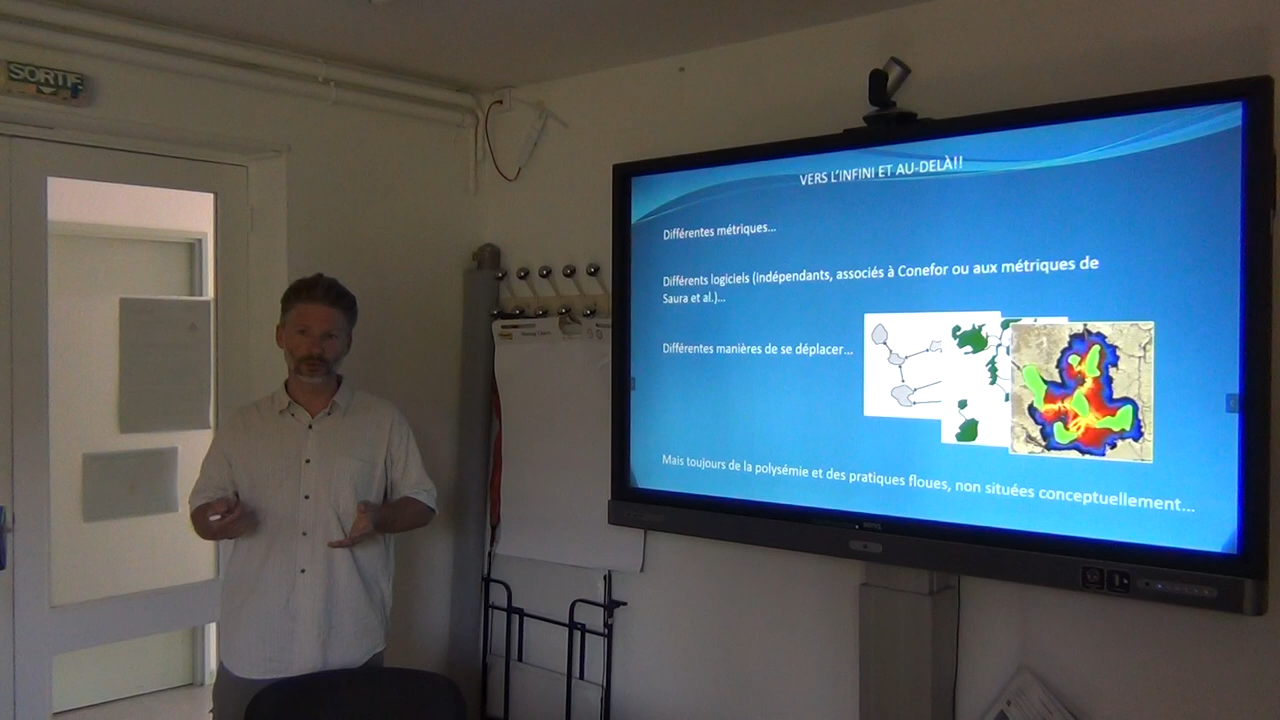 SORTIE
VERS L'INFINI ET AU-DELÀ!!
Différentes métriques...
Différents logiciels (indépendants, associés à Conefor ou aux métriques de
Saura et al.)...
Différentes manières de se déplacer...
Mais toujours de la polysémie et des pratiques floues, non situées conceptuellement...
BENQ